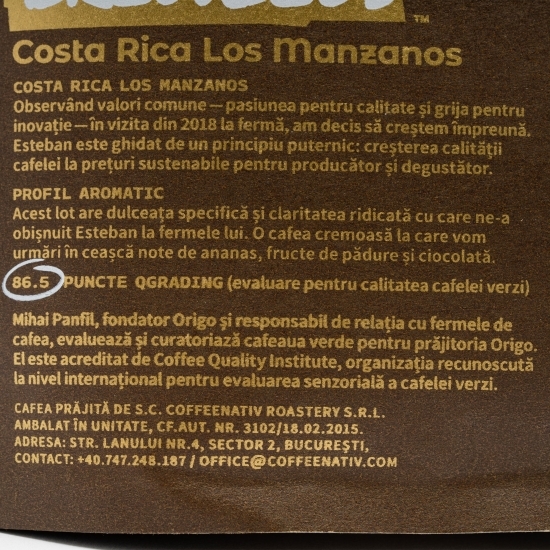 ™
Costa Rica Los Manzanos
COSTA RICA LOS MANZANOS
Observând valori comune — pasiunea pentru calitate și grija pentru
inovație — în vizita din 2018 la fermă, am decis să creștem împreună.
Esteban este ghidat de un principiu puternic: creșterea calității
cafelei la prețuri sustenabile pentru producător și degustător.
PROFIL AROMATIC
Acest lot are dulceața specifică și claritatea ridicată cu care ne-a
obișnuit Esteban la fermele lui. O cafea cremoasă la care vom
urmări în ceașcă note de ananas, fructe de pădure și ciocolată.
86.5 PUNCTE QGRADING (evaluare pentru calitatea cafelei verzi)
Mihai Panfil, fondator Origo și responsabil de relația cu fermele de
cafea, evaluează și curatoriază cafeaua verde pentru prăjitoria Origo.
El este acreditat de Coffee Quality Institute, organizația recunoscută
la nivel internațional pentru evaluarea senzorială a cafelei verzi.
CAFEA PRĂJITĂ DE S.C. COFFEENATIV ROASTERY S.R.L.
AMBALAT ÎN UNITATE, CF.AUT. NR. 3102/18.02.2015.
ADRESA: STR. LANULUI NR.4, SECTOR 2, BUCUREȘTI,
CONTACT: +40.747.248.187 / OFFICE@COFFEENATIV.COM